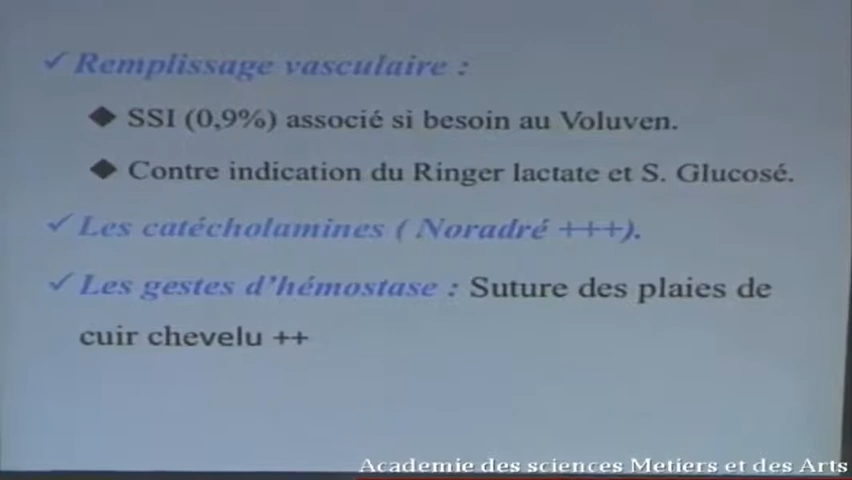 ✓ Remplissage vasculaire :
◆ SSI (0,9%) associé si besoin au Voluven.
◆ Contre indication du Ringer lactate et S. Glucosé.
✓ Les catécholamines ( Noradré +++).
✓ Les gestes d'hémostase : Suture des plaies de
cuir chevelu ++
Academie des sciences Metiers et des Arts